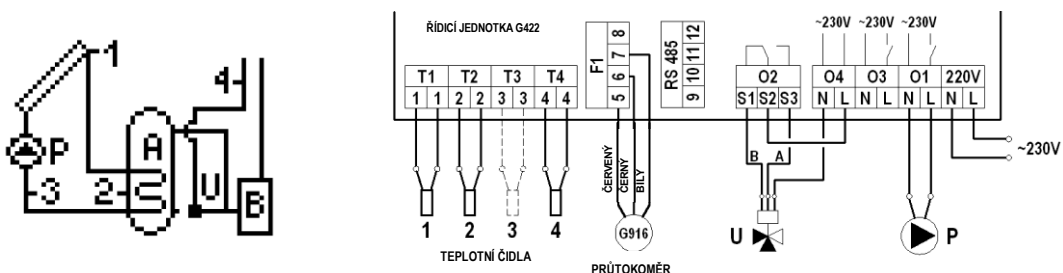 1
4
P
A
3
2
U
B
ŘÍDICÍ JEDNOTKA G422
T1 T2 T3 T4
1 1 2 2 3 3 4 4
F1
8
7
6
5
RS 485
12
11
10
9
~230V ~230V ~230V
O2 O4 O3 O1 220V
S1 S2 S3 N L N L N L N L
~230V
ČERVENÝ
ČERNÝ
BILÝ
B A
G916
1 2 3 4
U P
TEPLOTNÍ ČIDLA
PRŮTOKOMĚR